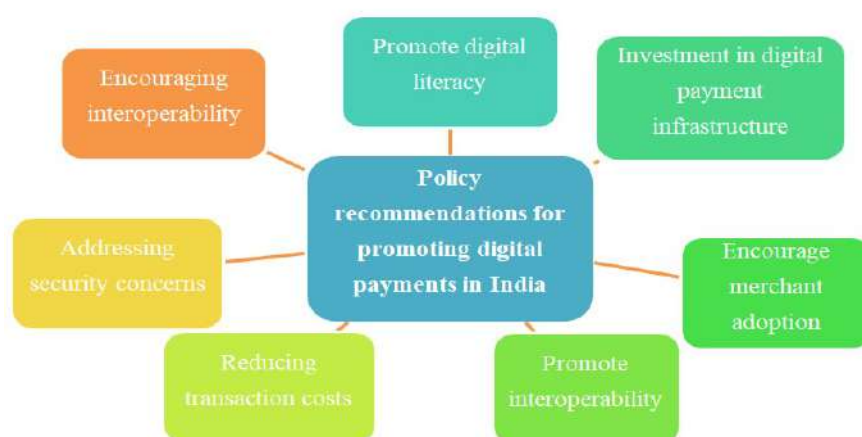 Promote digital
literacy
Investment in digital
payment
infrastructure
Encouraging
interoperability
Policy
recommendations for
promoting digital
payments in India
Addressing
security concerns
Encourage
merchant
adoption
Reducing
transaction costs
Promote
interoperability